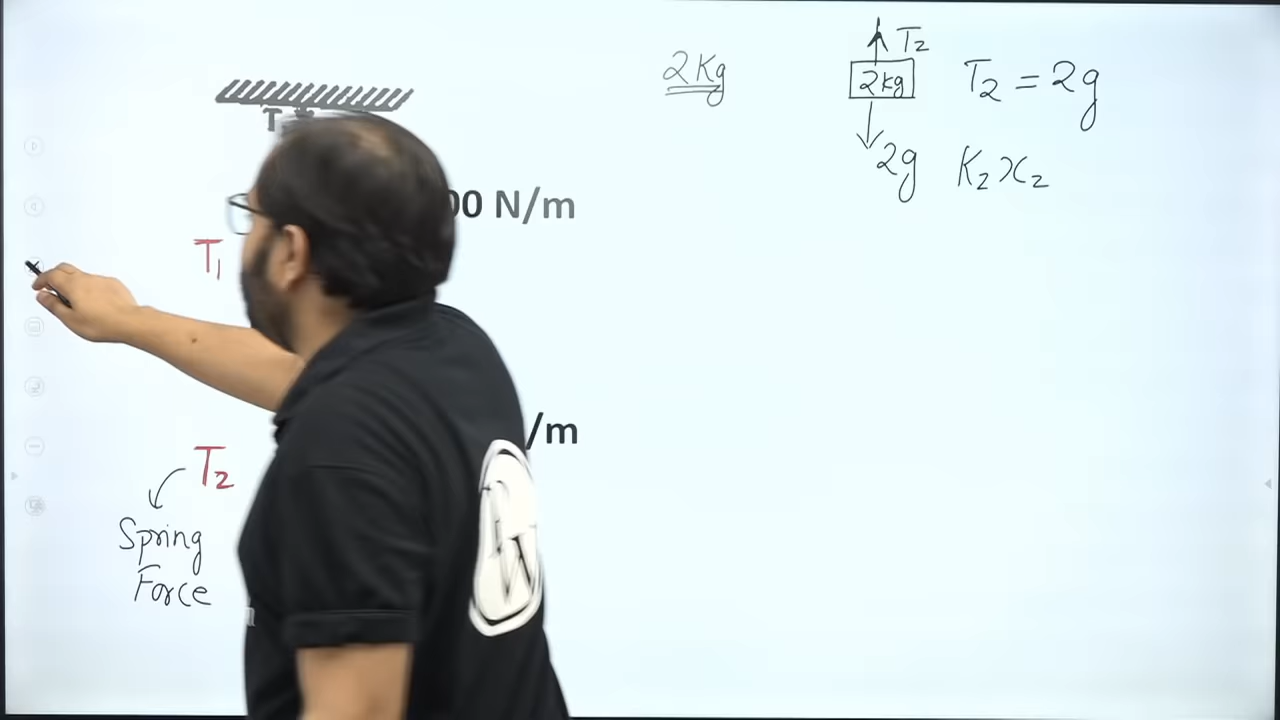 2Kg
T₂
2kg
T₂ = 2g
2g
K₂x₂
T
00 N/m
T₁
/m
T₂
Spring
Force